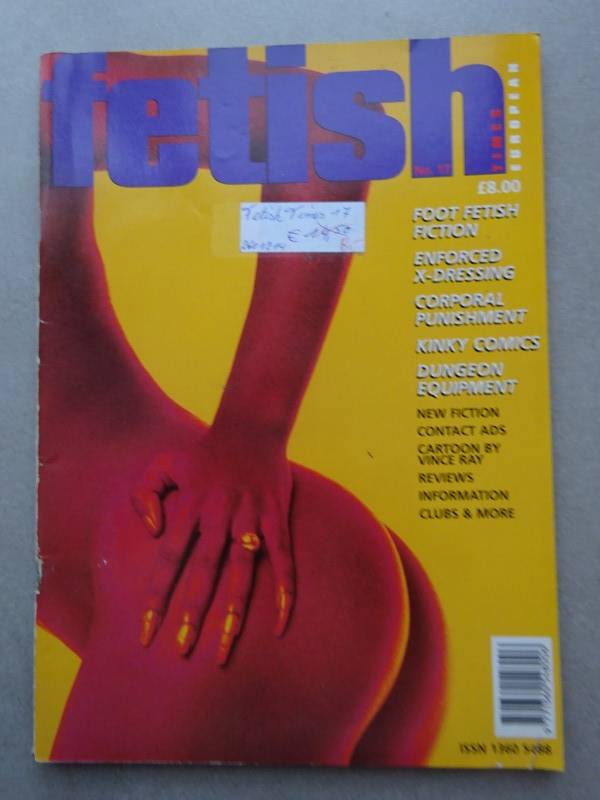 fetish
TIMES
EUROPEAN
No. 17
£8.00
Fetish Times 17
FOOT FETISH
FICTION
ENFORCED
X-DRESSING
CORPORAL
PUNISHMENT
KINKY COMICS
DUNGEON
EQUIPMENT
NEW FICTION
CONTACT ADS
CARTOON BY
VINCE RAY
REVIEWS
INFORMATION
CLUBS & MORE
ISSN 1360 5488